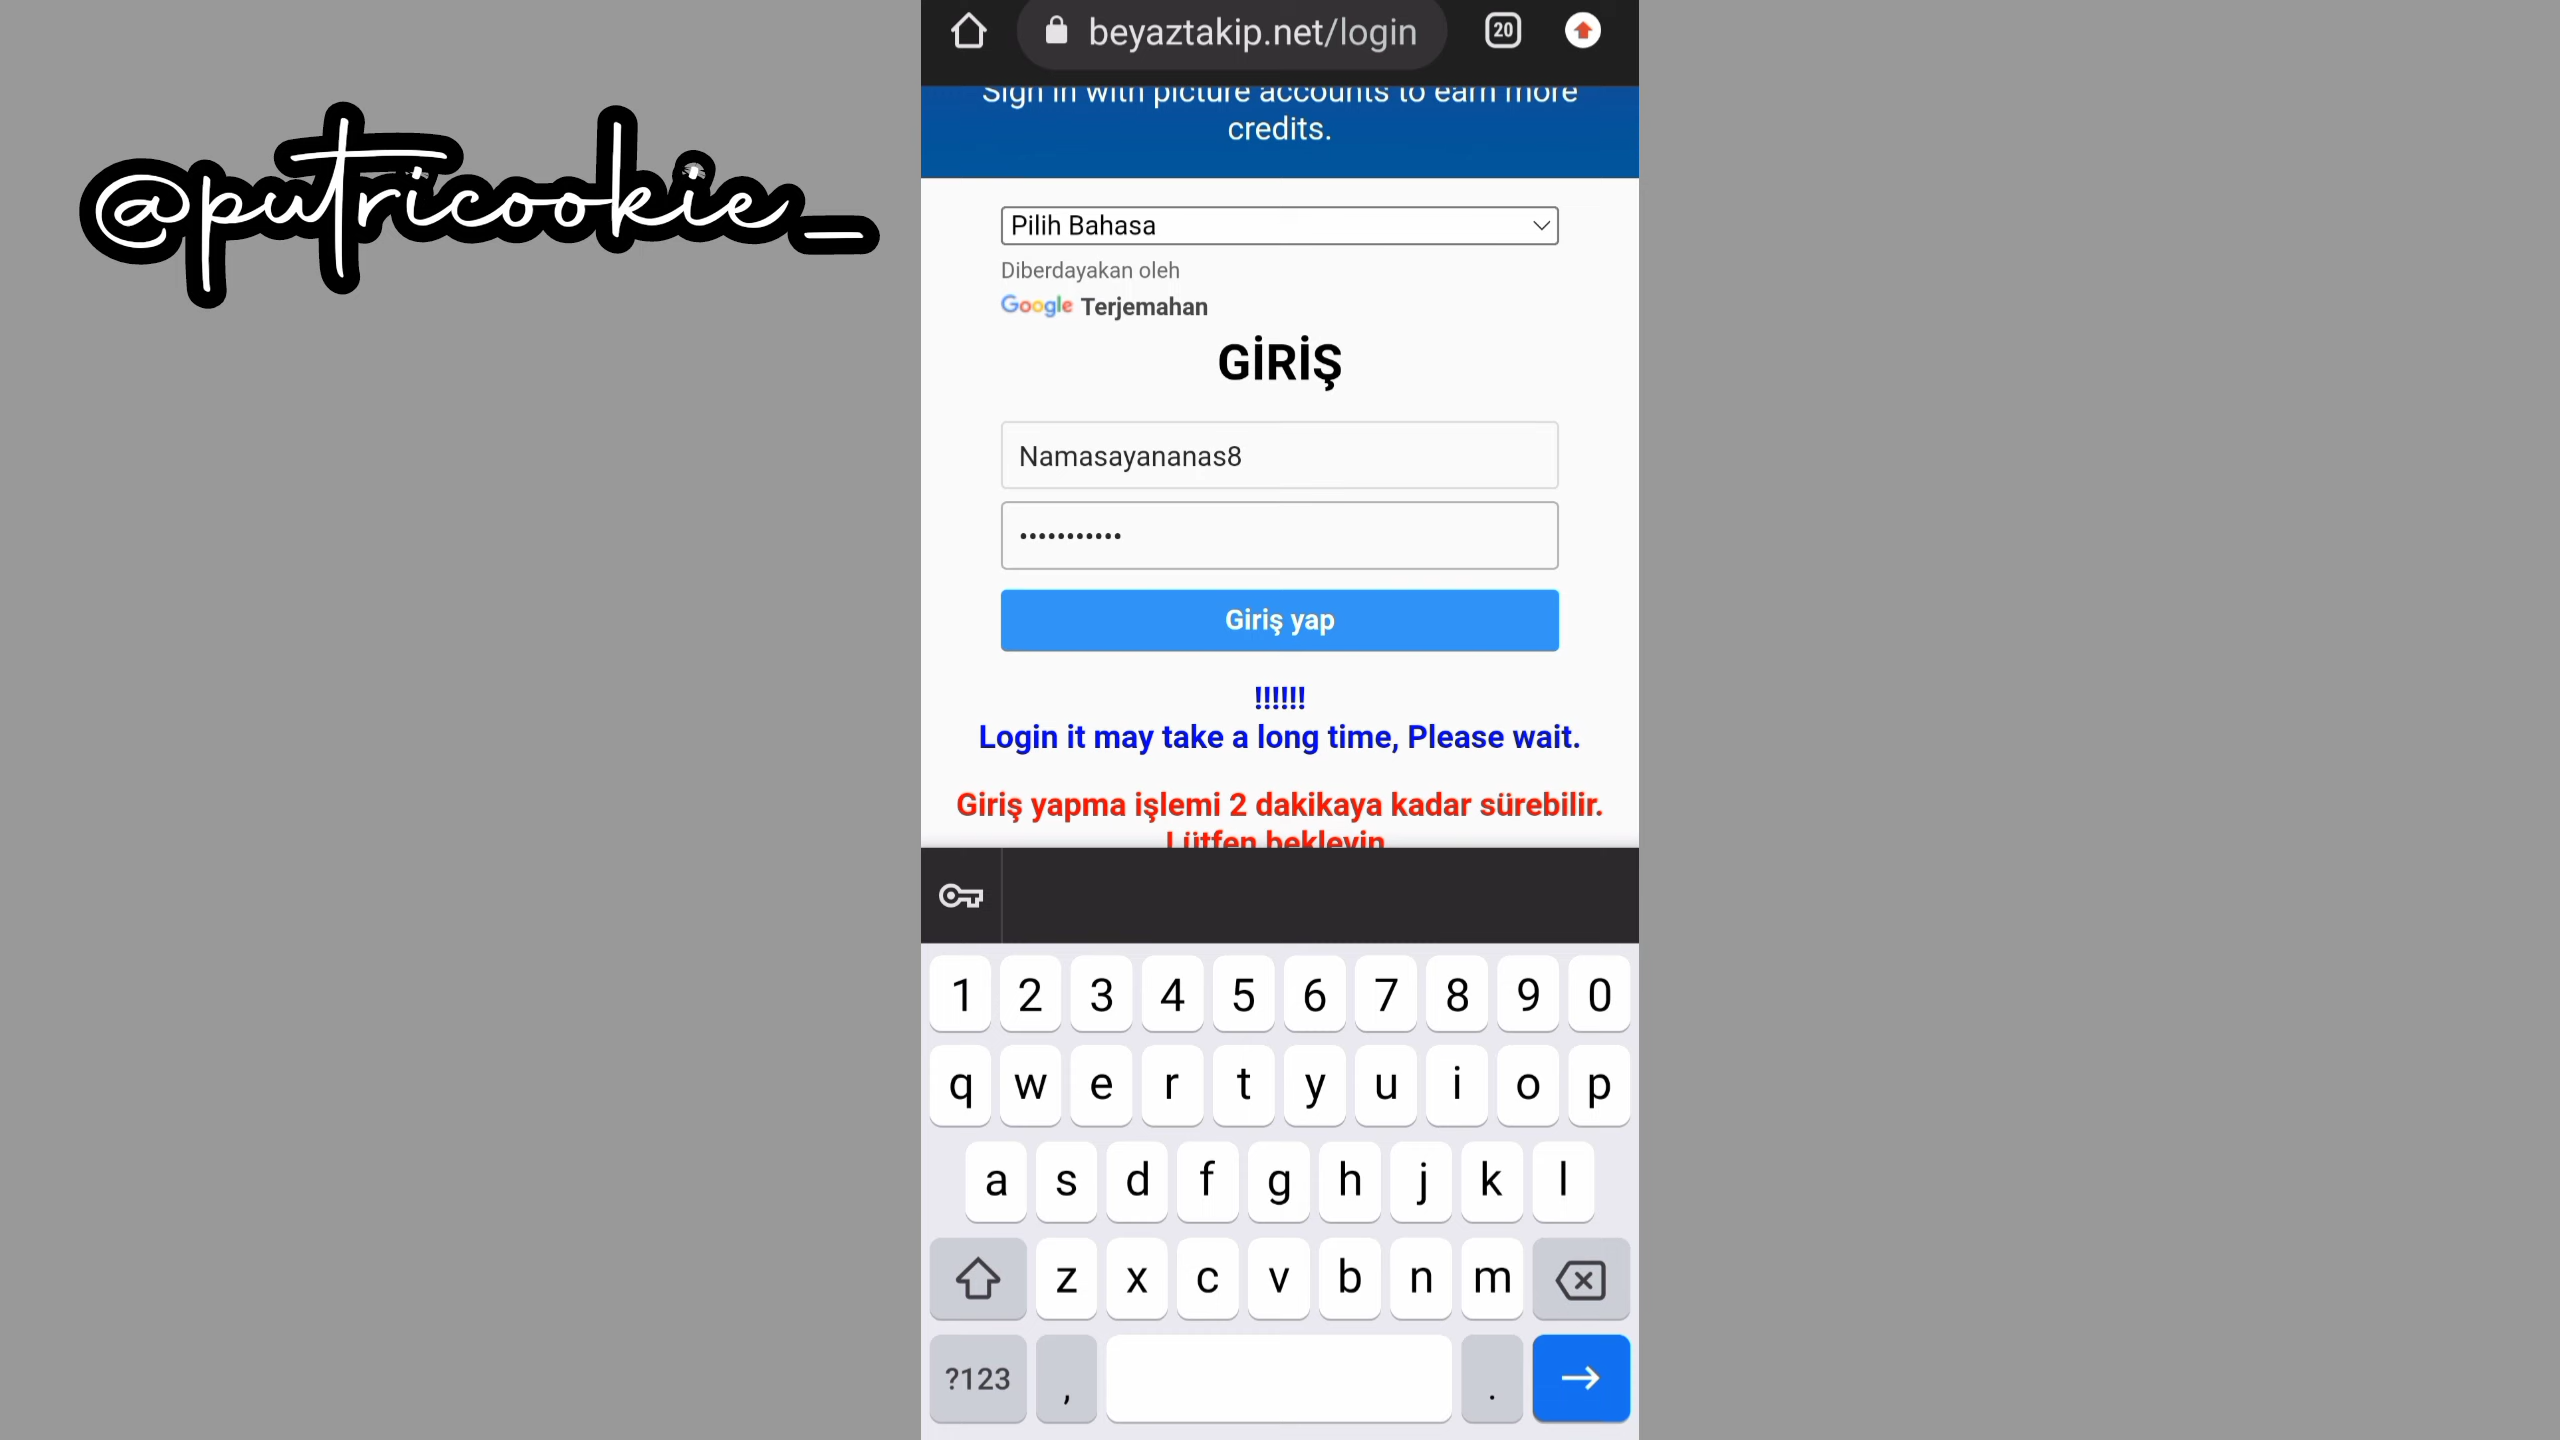 @putricookie_
beyaztakip.net/login
20
Sign in with picture accounts to earn more
credits.
Pilih Bahasa
Diberdayakan oleh
Google Terjemahan
GİRİŞ
Namasayananas8
•••••••••••
Giriş yap
!!!!!!
Login it may take a long time, Please wait.
Giriş yapma işlemi 2 dakikaya kadar sürebilir.
Lütfen bekleyin
1 2 3 4 5 6 7 8 9 0
q w e r t y u i o p
a s d f g h j k l
z x c v b n m
?123 , .